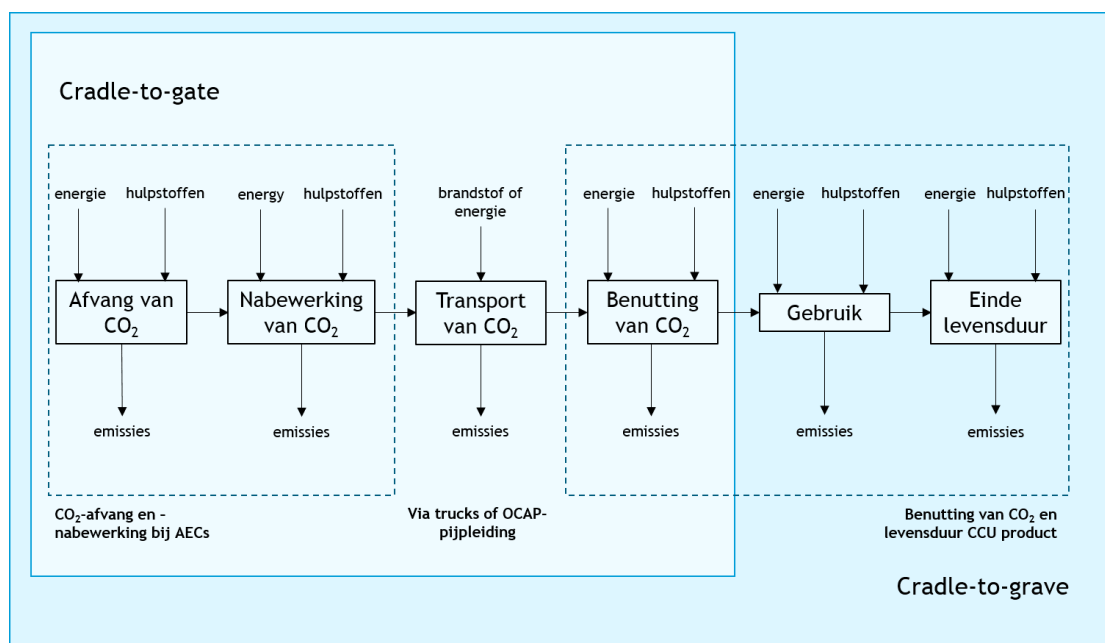 Cradle-to-gate
energie
hulpstoffen
energy
hulpstoffen
brandstof of
energie
energie
hulpstoffen
energie
hulpstoffen
energie
hulpstoffen
Afvang van
CO₂
Nabewerking
van CO₂
Transport
van CO₂
Benutting
van CO₂
Gebruik
Einde
levensduur
emissies
emissies
emissies
emissies
emissies
emissies
CO₂-afvang en -
nabewerking bij AECs
Via trucks of OCAP-
pijpleiding
Benutting van CO₂ en
levensduur CCU product
Cradle-to-grave